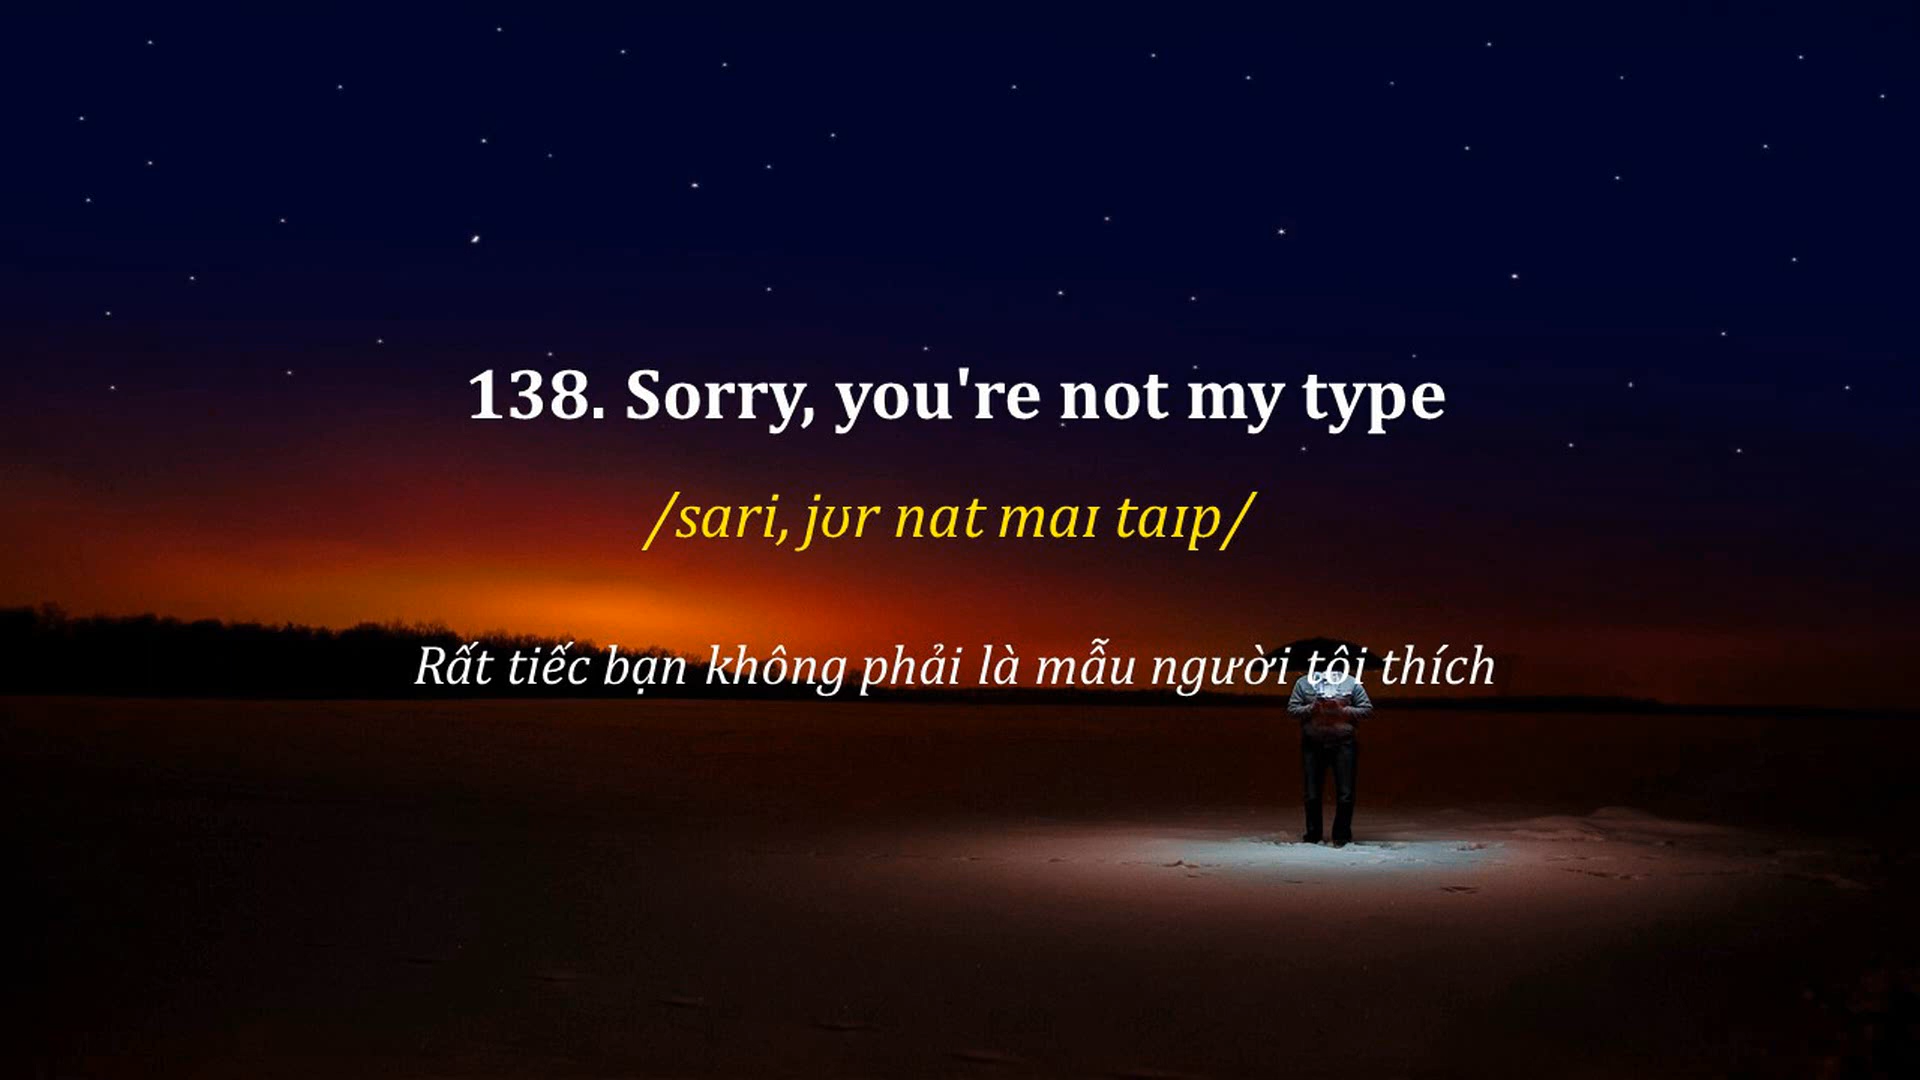 138. Sorry, you're not my type
/sari, jʊr nat maɪ taɪp/
Rất tiếc bạn không phải là mẫu người tôi thích